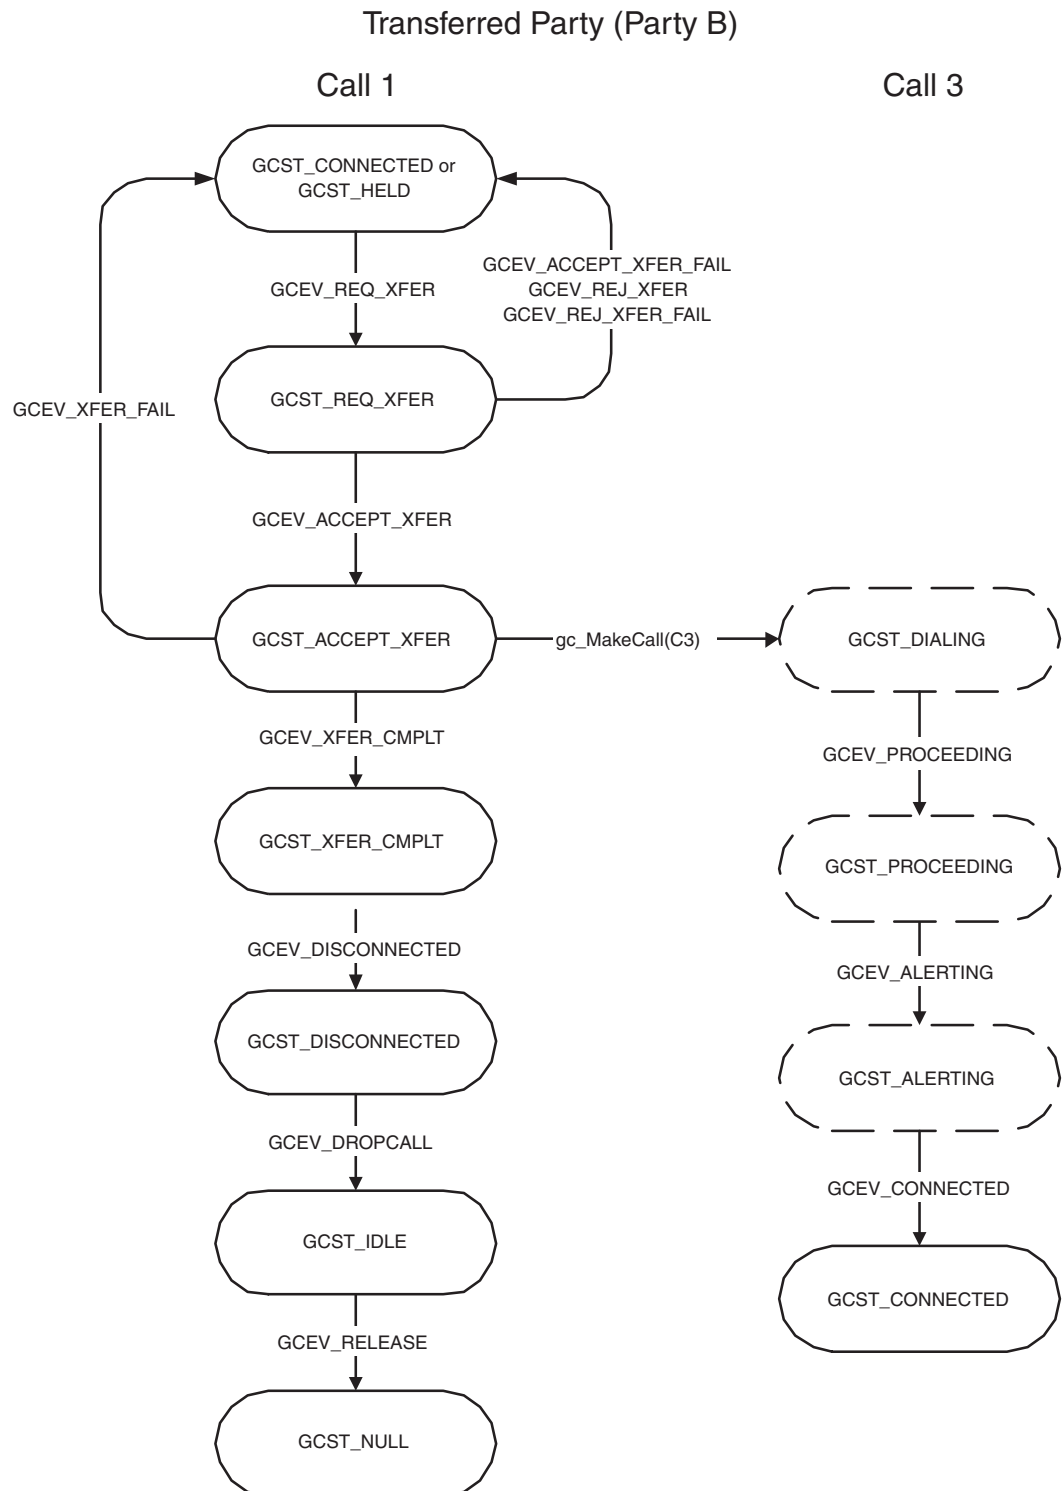 Transferred Party (Party B)
Call 1
Call 3
GCST_CONNECTED or
GCST_HELD
GCEV_REQ_XFER
GCEV_ACCEPT_XFER_FAIL
GCEV_REJ_XFER
GCEV_REJ_XFER_FAIL
GCST_REQ_XFER
GCEV_XFER_FAIL
GCEV_ACCEPT_XFER
GCST_ACCEPT_XFER
gc_MakeCall(C3)
GCST_DIALING
GCEV_XFER_CMPLT
GCEV_PROCEEDING
GCST_XFER_CMPLT
GCST_PROCEEDING
GCEV_DISCONNECTED
GCEV_ALERTING
GCST_DISCONNECTED
GCST_ALERTING
GCEV_DROPCALL
GCEV_CONNECTED
GCST_IDLE
GCST_CONNECTED
GCEV_RELEASE
GCST_NULL